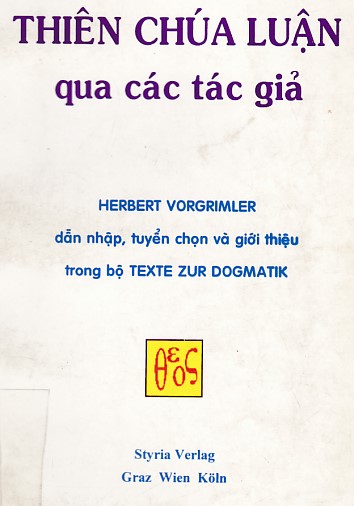 THIÊN CHÚA LUẬN
qua các tác giả
HERBERT VORGRIMLER
dẫn nhập, tuyển chọn và giới thiệu
trong bộ TEXTE ZUR DOGMATIK
θεος
Styria Verlag
Graz Wien Köln